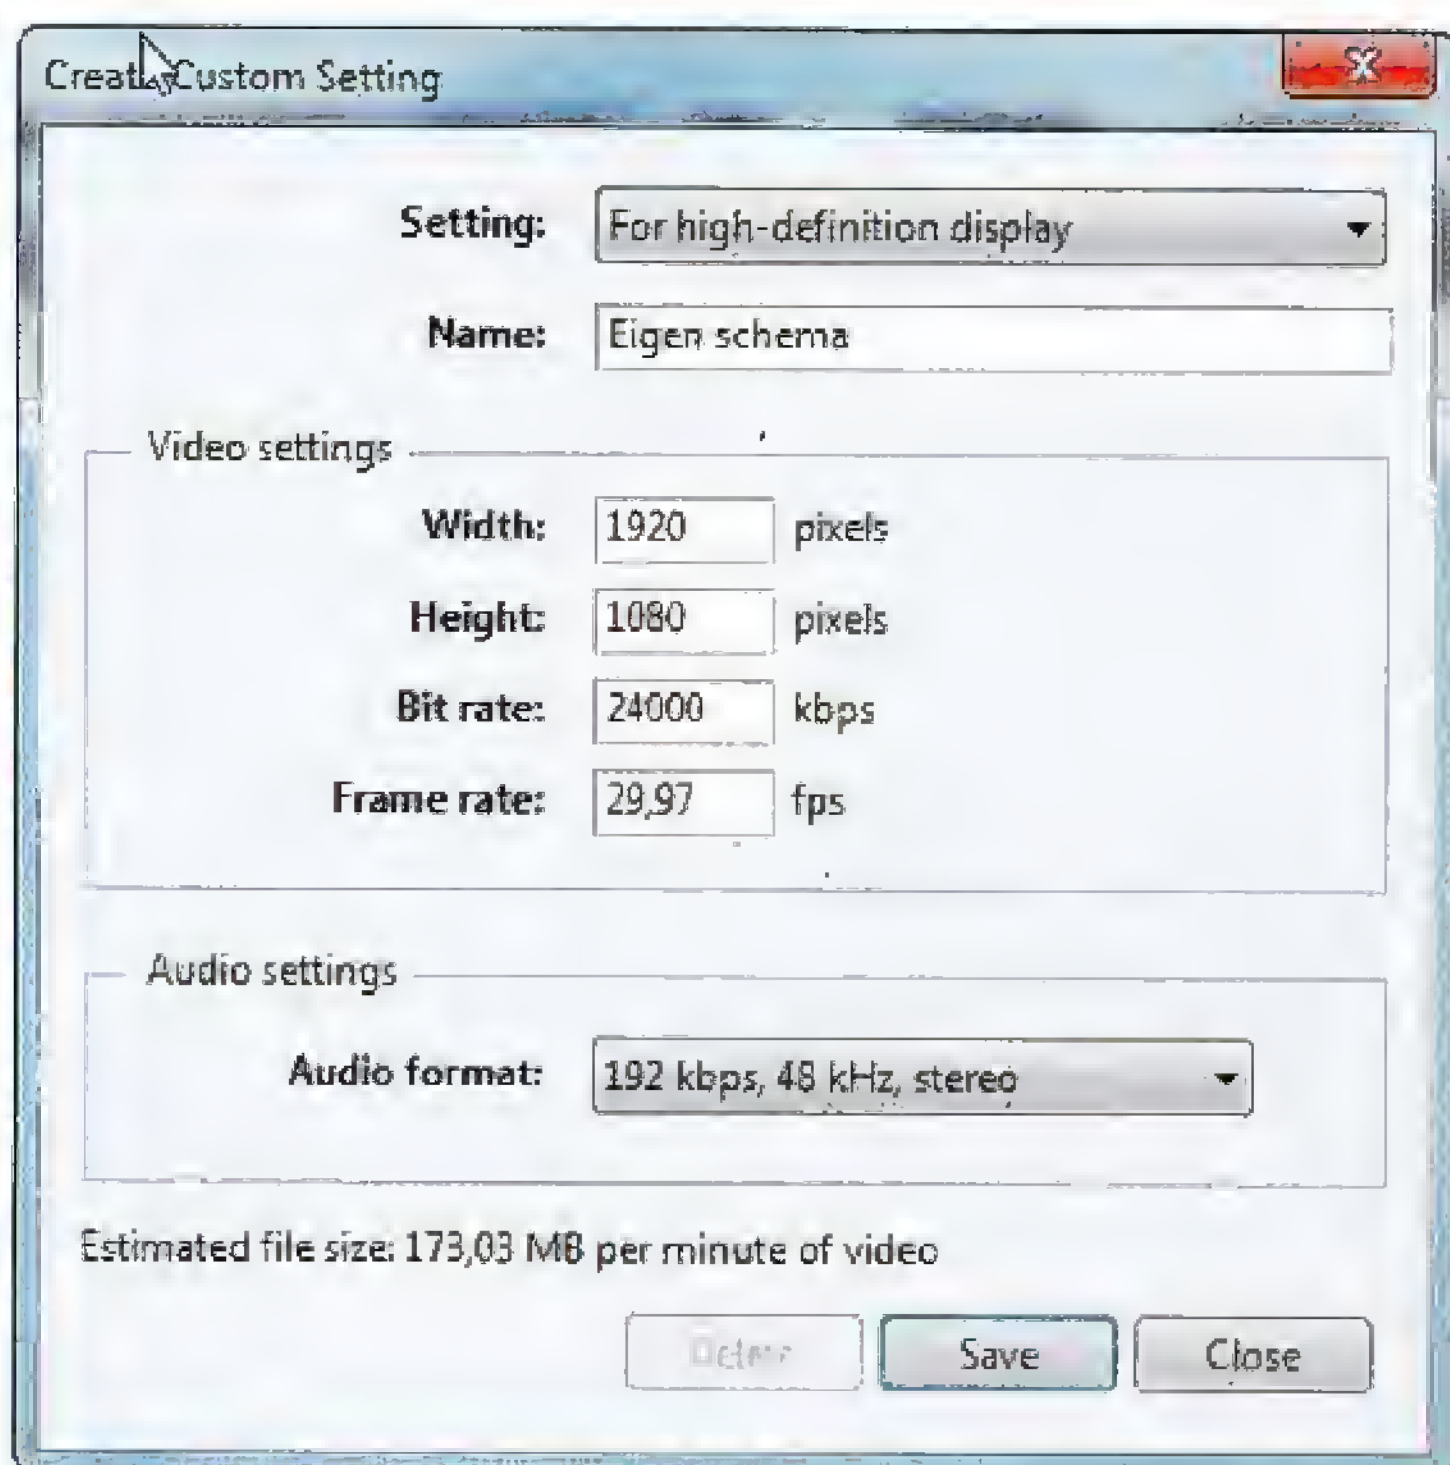 Create Custom Setting
Setting: For high-definition display
Name: Eigen schema
Video settings
Width: 1920 pixels
Height: 1080 pixels
Bit rate: 24000 kbps
Frame rate: 29,97 fps
Audio settings
Audio format: 192 kbps, 48 kHz, stereo
Estimated file size: 173,03 MB per minute of video
Delete Save Close